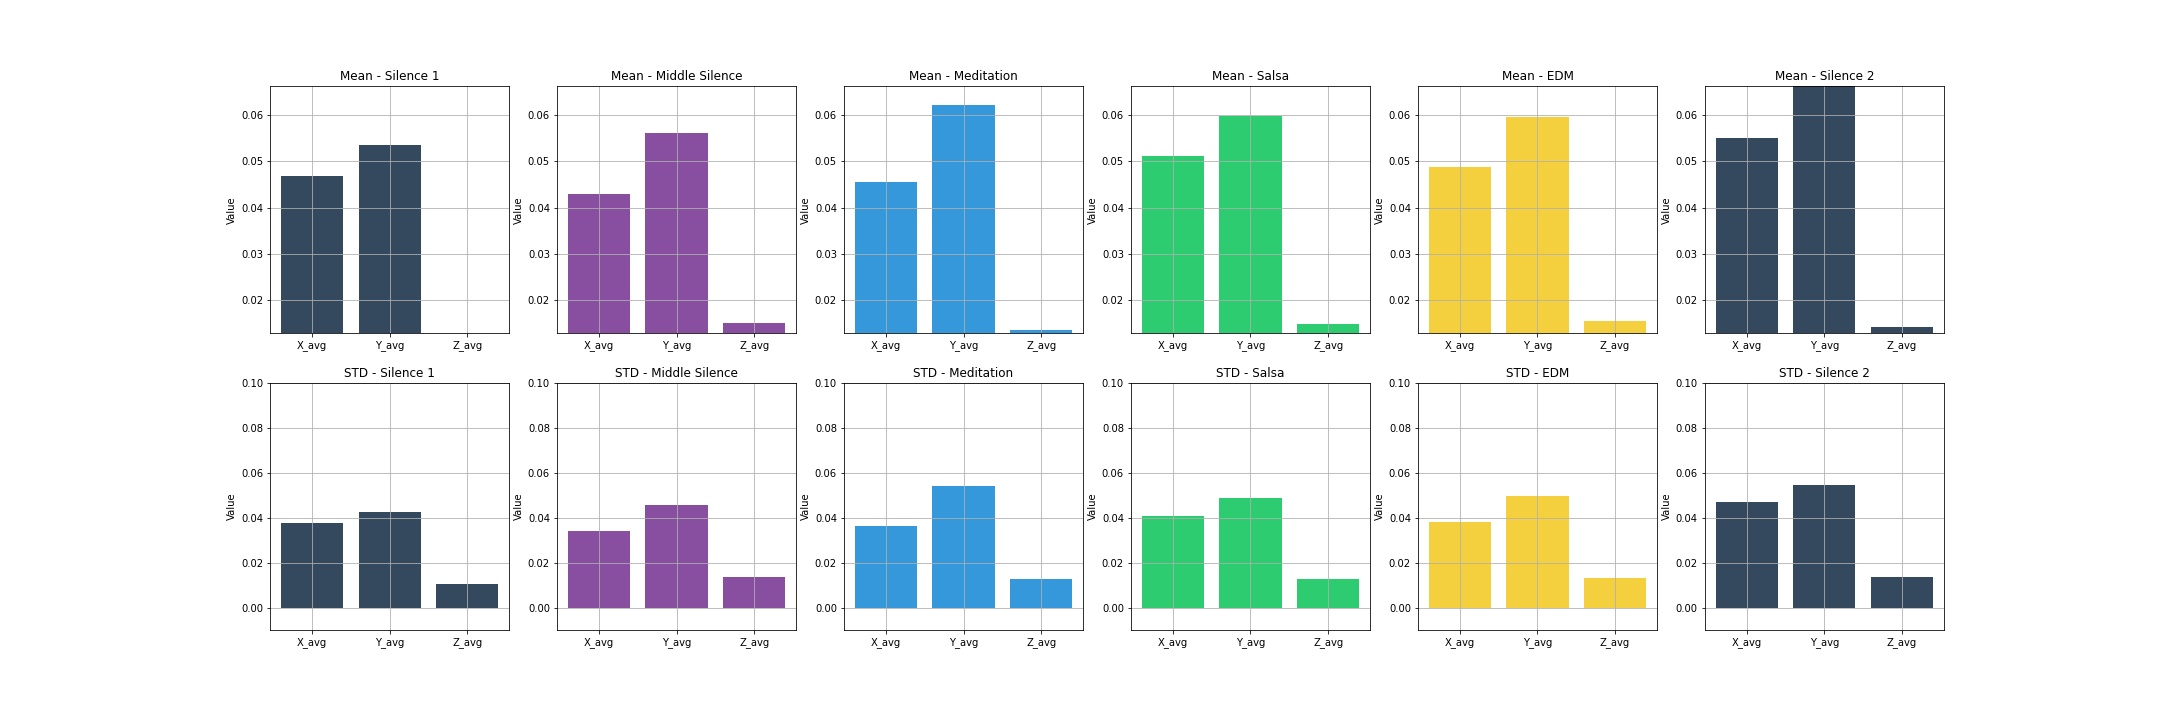 Mean - Silence 1
0.06
0.05
0.04
0.03
0.02
Value
X_avg Y_avg Z_avg
Mean - Middle Silence
0.06
0.05
0.04
0.03
0.02
Value
X_avg Y_avg Z_avg
Mean - Meditation
0.06
0.05
0.04
0.03
0.02
Value
X_avg Y_avg Z_avg
Mean - Salsa
0.06
0.05
0.04
0.03
0.02
Value
X_avg Y_avg Z_avg
Mean - EDM
0.06
0.05
0.04
0.03
0.02
Value
X_avg Y_avg Z_avg
Mean - Silence 2
0.06
0.05
0.04
0.03
0.02
Value
X_avg Y_avg Z_avg
STD - Silence 1
0.10
0.08
0.06
0.04
0.02
0.00
Value
X_avg Y_avg Z_avg
STD - Middle Silence
0.10
0.08
0.06
0.04
0.02
0.00
Value
X_avg Y_avg Z_avg
STD - Meditation
0.10
0.08
0.06
0.04
0.02
0.00
Value
X_avg Y_avg Z_avg
STD - Salsa
0.10
0.08
0.06
0.04
0.02
0.00
Value
X_avg Y_avg Z_avg
STD - EDM
0.10
0.08
0.06
0.04
0.02
0.00
Value
X_avg Y_avg Z_avg
STD - Silence 2
0.10
0.08
0.06
0.04
0.02
0.00
Value
X_avg Y_avg Z_avg